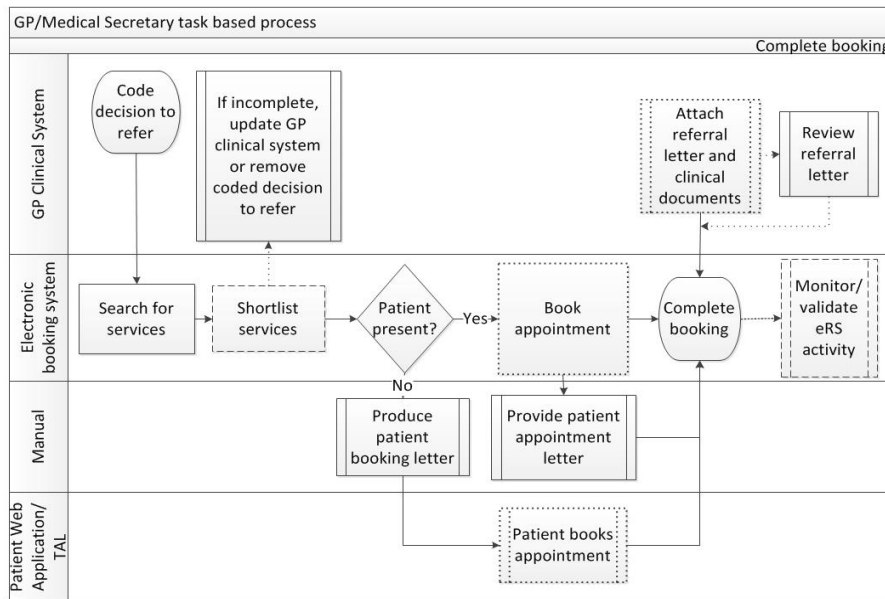 GP/Medical Secretary task based process
Complete booking
GP Clinical System
Code
decision to
refer
If incomplete,
update GP
clinical system
or remove
coded decision
to refer
Attach
referral
letter and
clinical
documents
Review
referral
letter
Electronic
booking system
Search for
services
Shortlist
services
Patient
present?
Yes
Book
appointment
Complete
booking
Monitor/
validate
eRS
activity
No
Manual
Produce
patient
booking letter
Provide patient
appointment
letter
Patient Web
Application/
TAL
Patient books
appointment